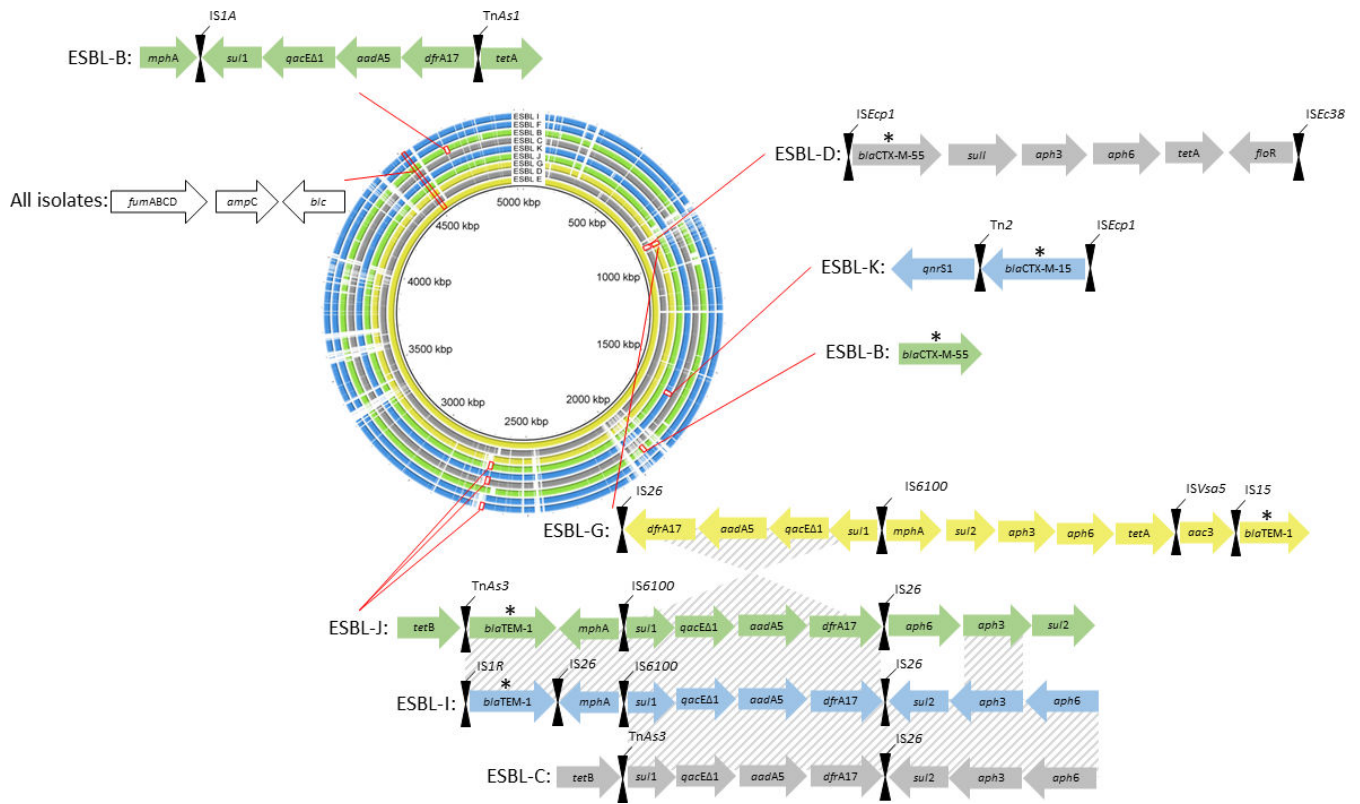 IS1A TnAs1
ESBL-B: mphA sul1 qacEΔ1 aadA5 dfrA17 tetA
ESBL I
ESBL F
ESBL B
ESBL C
ESBL K
ESBL J
ESBL G
ESBL D
ESBL E
ISEcp1 ISEc38
*
ESBL-D: blaCTX-M-55 sulI aph3 aph6 tetA floR
All isolates: fumABCD ampC blc
5000 kbp
500 kbp
1000 kbp
1500 kbp
2000 kbp
2500 kbp
3000 kbp
3500 kbp
4000 kbp
4500 kbp
Tn2 ISEcp1
*
ESBL-K: qnrS1 blaCTX-M-15
*
ESBL-B: blaCTX-M-55
IS26 IS6100 ISVsa5 IS15
*
ESBL-G: dfrA17 aadA5 qacEΔ1 sul1 mphA sul2 aph3 aph6 tetA aac3 blaTEM-1
TnAs3 IS6100 IS26
*
ESBL-J: tetB blaTEM-1 mphA sul1 qacEΔ1 aadA5 dfrA17 aph6 aph3 sul2
IS1R IS26 IS6100 IS26
*
ESBL-I: blaTEM-1 mphA sul1 qacEΔ1 aadA5 dfrA17 sul2 aph3 aph6
TnAs3 IS26
ESBL-C: tetB sul1 qacEΔ1 aadA5 dfrA17 sul2 aph3 aph6